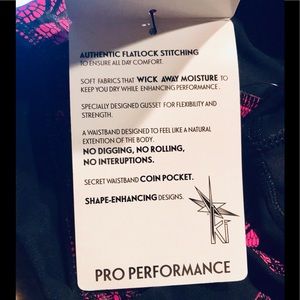 AUTHENTIC FLATLOCK STITCHING
TO ENSURE ALL DAY COMFORT.
SOFT FABRICS THAT WICK AWAY MOISTURE TO
KEEP YOU DRY WHILE ENHANCING PERFORMANCE.
SPECIALLY DESIGNED GUSSET FOR FLEXIBILITY AND
STRENGTH.
A WAISTBAND DESIGNED TO FEEL LIKE A NATURAL
EXTENTION OF THE BODY.
NO DIGGING, NO ROLLING,
NO INTERUPTIONS.
SECRET WAISTBAND COIN POCKET.
SHAPE-ENHANCING DESIGNS.
KI
PRO PERFORMANCE